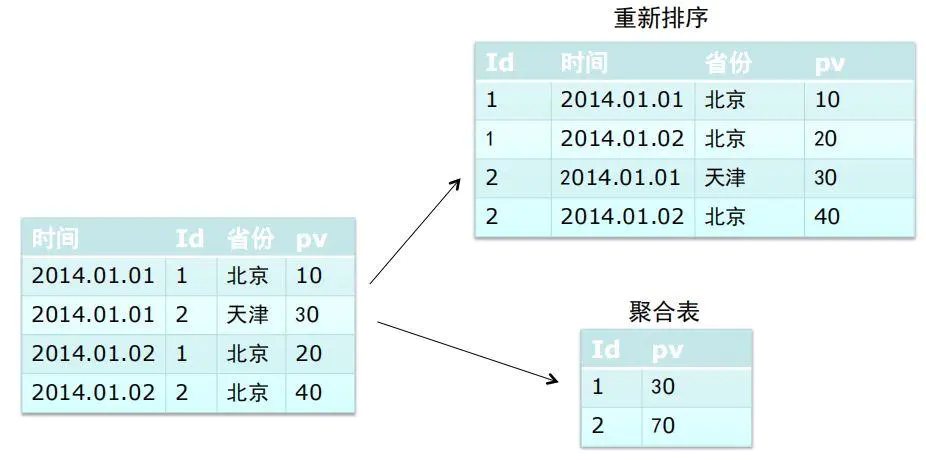 重新排序
Id 时间 省份 pv
1 2014.01.01 北京 10
1 2014.01.02 北京 20
2 2014.01.01 天津 30
2 2014.01.02 北京 40
时间 Id 省份 pv
2014.01.01 1 北京 10
2014.01.01 2 天津 30
2014.01.02 1 北京 20
2014.01.02 2 北京 40
聚合表
Id pv
1 30
2 70